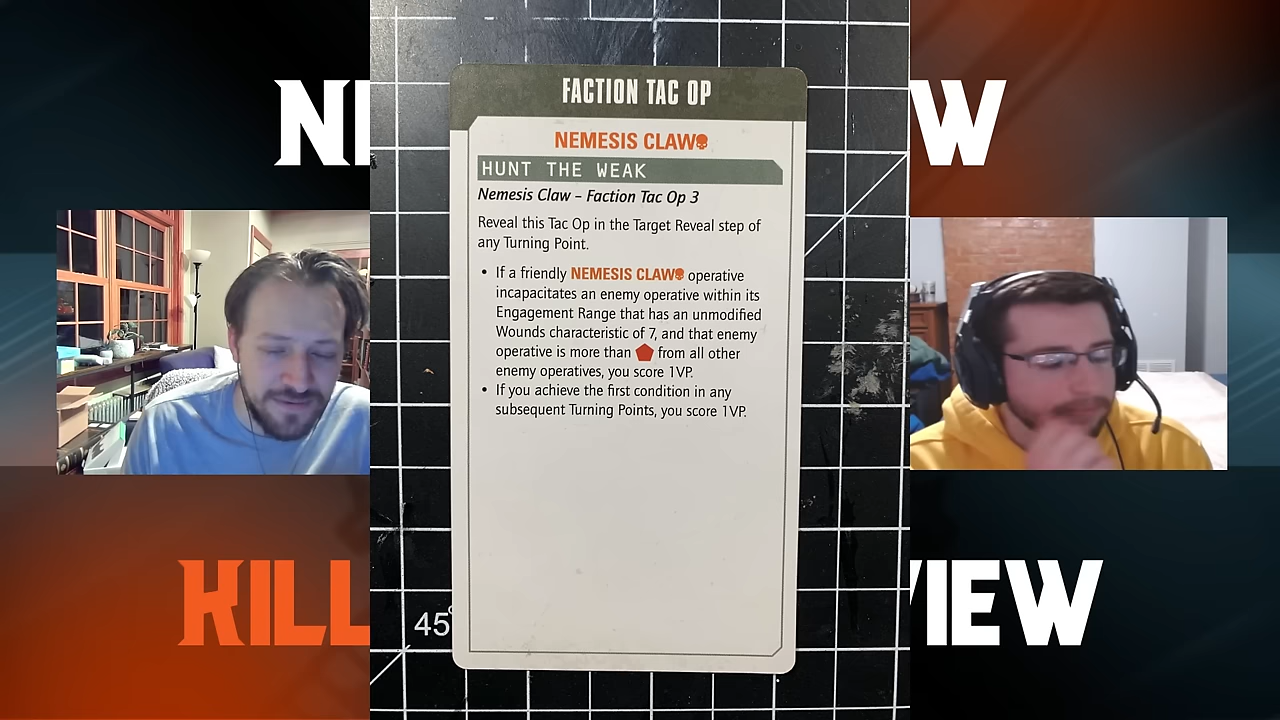 NE
W
FACTION TAC OP
NEMESIS CLAW
HUNT THE WEAK
Nemesis Claw – Faction Tac Op 3
Reveal this Tac Op in the Target Reveal step of
any Turning Point.
• If a friendly NEMESIS CLAW operative
incapacitates an enemy operative within its
Engagement Range that has an unmodified
Wounds characteristic of 7, and that enemy
operative is more than from all other
enemy operatives, you score 1VP.
• If you achieve the first condition in any
subsequent Turning Points, you score 1VP.
KILL
VIEW
45°